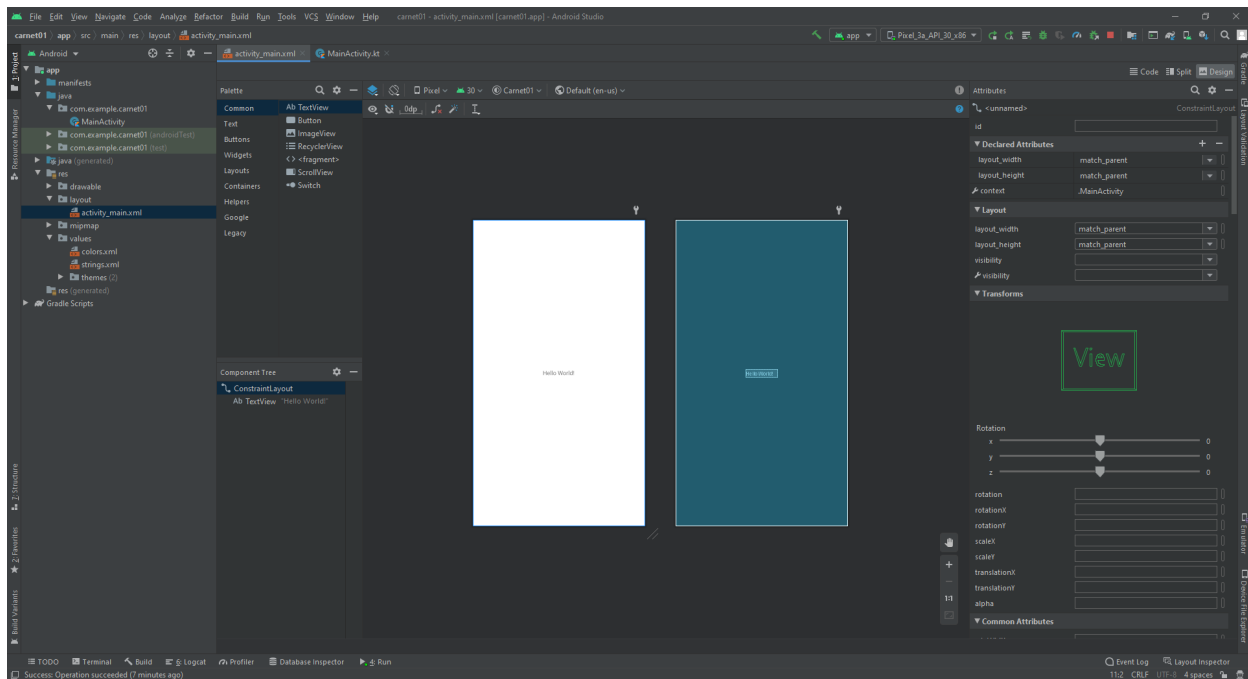 File Edit View Navigate Code Analyze Refactor Build Run Tools VCS Window Help carnet01 - activity_main.xml [carnet01.app] - Android Studio
carnet01 app src main res layout activity_main.xml app Pixel_3a_API_30_x86
1: Project
Resource Manager
Android
app
manifests
java
com.example.carnet01
MainActivity
com.example.carnet01 (androidTest)
com.example.carnet01 (test)
java (generated)
res
drawable
layout
activity_main.xml
mipmap
values
colors.xml
strings.xml
themes (2)
res (generated)
Gradle Scripts
7: Structure
2: Favorites
Build Variants
activity_main.xml MainActivity.kt
Code Split Design
Palette
Common
Text
Buttons
Widgets
Layouts
Containers
Helpers
Google
Legacy
Ab TextView
Button
ImageView
RecyclerView
<> <fragment>
ScrollView
Switch
Component Tree
ConstraintLayout
Ab TextView "Hello World!"
Pixel 30 Carnet01 Default (en-us)
0dp
Hello World!
Hello World!
1:1
Attributes
<unnamed> ConstraintLayout
id
Declared Attributes
layout_width match_parent
layout_height match_parent
context .MainActivity
Layout
layout_width match_parent
layout_height match_parent
visibility
visibility
Transforms
View
Rotation
x 0
y 0
z 0
rotation
rotationX
rotationY
scaleX
scaleY
translationX
translationY
alpha
Common Attributes
Gradle
Layout Validation
Emulator
Device File Explorer
TODO Terminal Build 6: Logcat Profiler Database Inspector 4: Run Event Log Layout Inspector
Success: Operation succeeded (7 minutes ago) 11:2 CRLF UTF-8 4 spaces